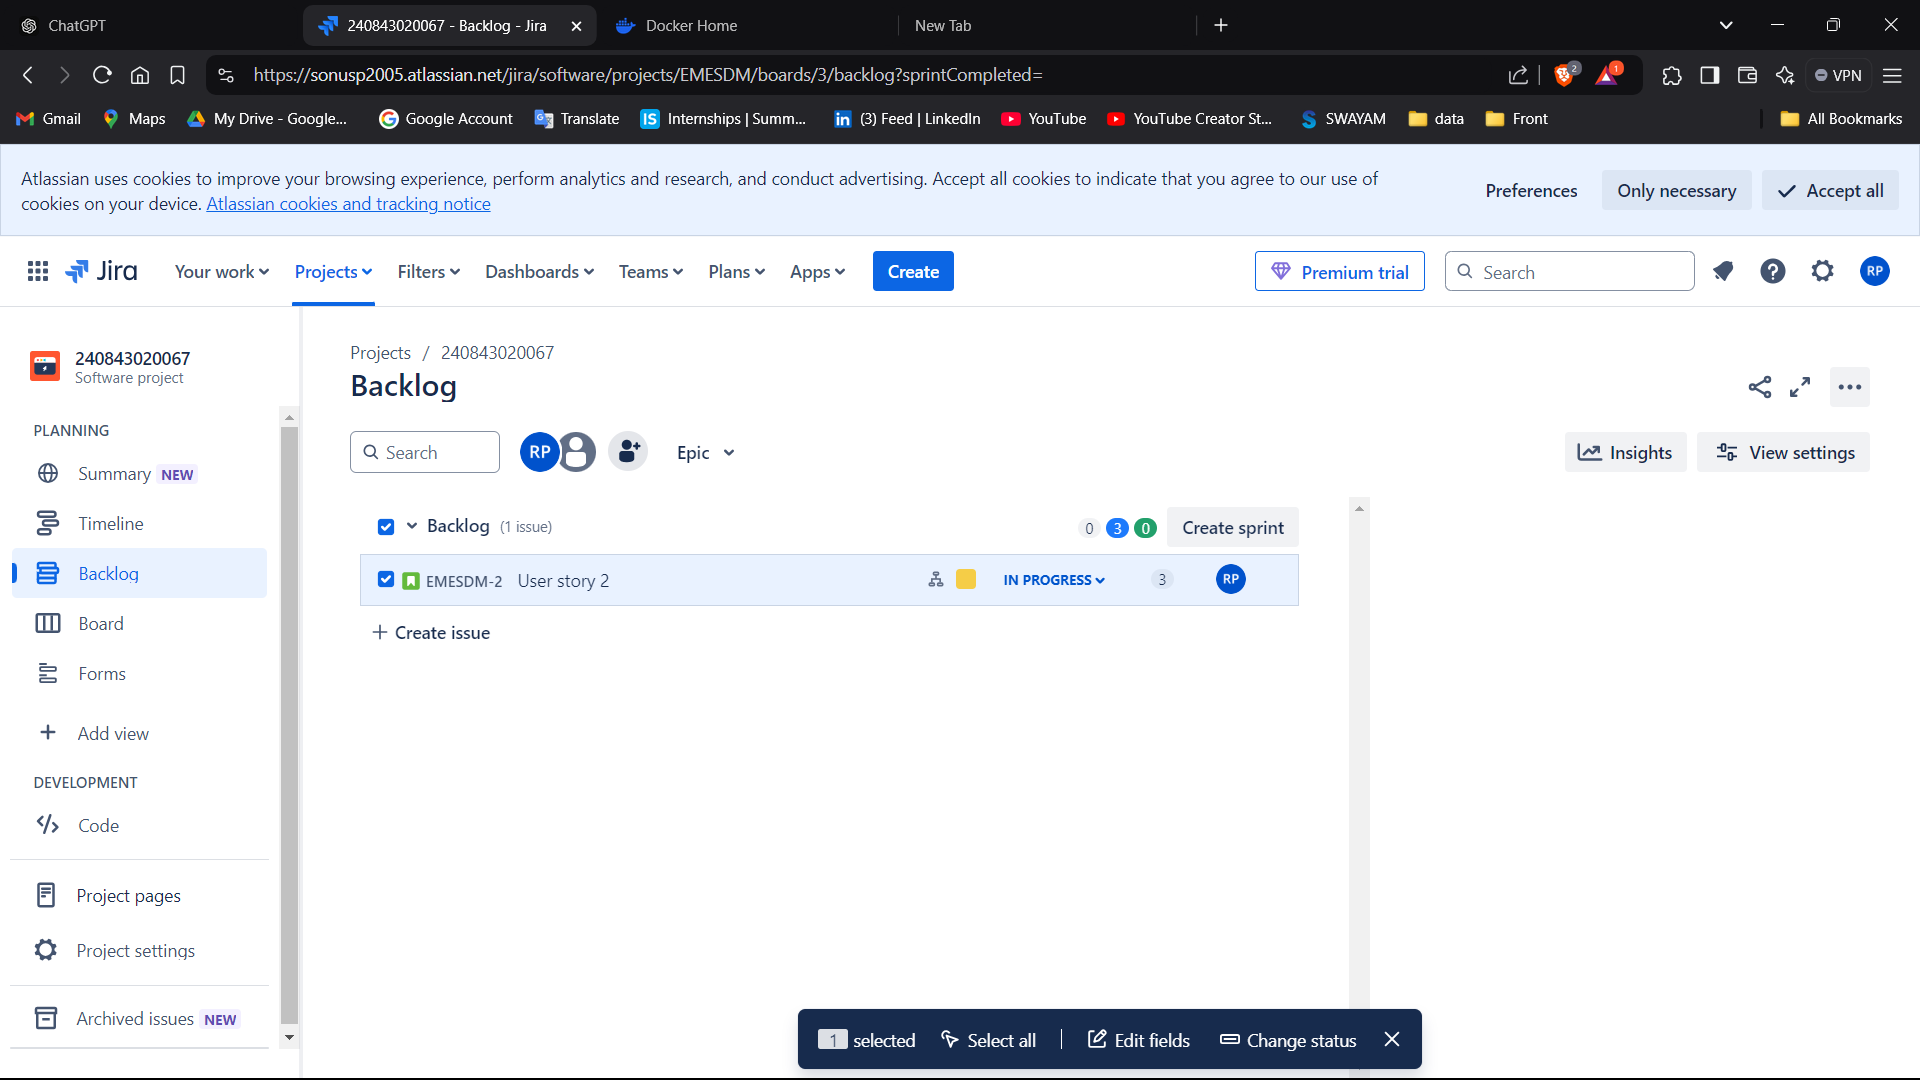 ChatGPT
240843020067 - Backlog - Jira
Docker Home
New Tab
https://sonusp2005.atlassian.net/jira/software/projects/EMESDM/boards/3/backlog?sprintCompleted=
2
1
VPN
Gmail
Maps
My Drive - Google...
Google Account
Translate
IS Internships | Summ...
(3) Feed | LinkedIn
YouTube
YouTube Creator St...
SWAYAM
data
Front
All Bookmarks
Atlassian uses cookies to improve your browsing experience, perform analytics and research, and conduct advertising. Accept all cookies to indicate that you agree to our use of
cookies on your device. Atlassian cookies and tracking notice
Preferences
Only necessary
Accept all
Jira
Your work
Projects
Filters
Dashboards
Teams
Plans
Apps
Create
Premium trial
Search
RP
240843020067
Software project
PLANNING
Summary NEW
Timeline
Backlog
Board
Forms
Add view
DEVELOPMENT
Code
Project pages
Project settings
Archived issues NEW
Projects / 240843020067
Backlog
Search
RP
Epic
Insights
View settings
Backlog (1 issue)
0 3 0
Create sprint
EMESDM-2 User story 2
IN PROGRESS
3
RP
+ Create issue
1 selected
Select all
Edit fields
Change status